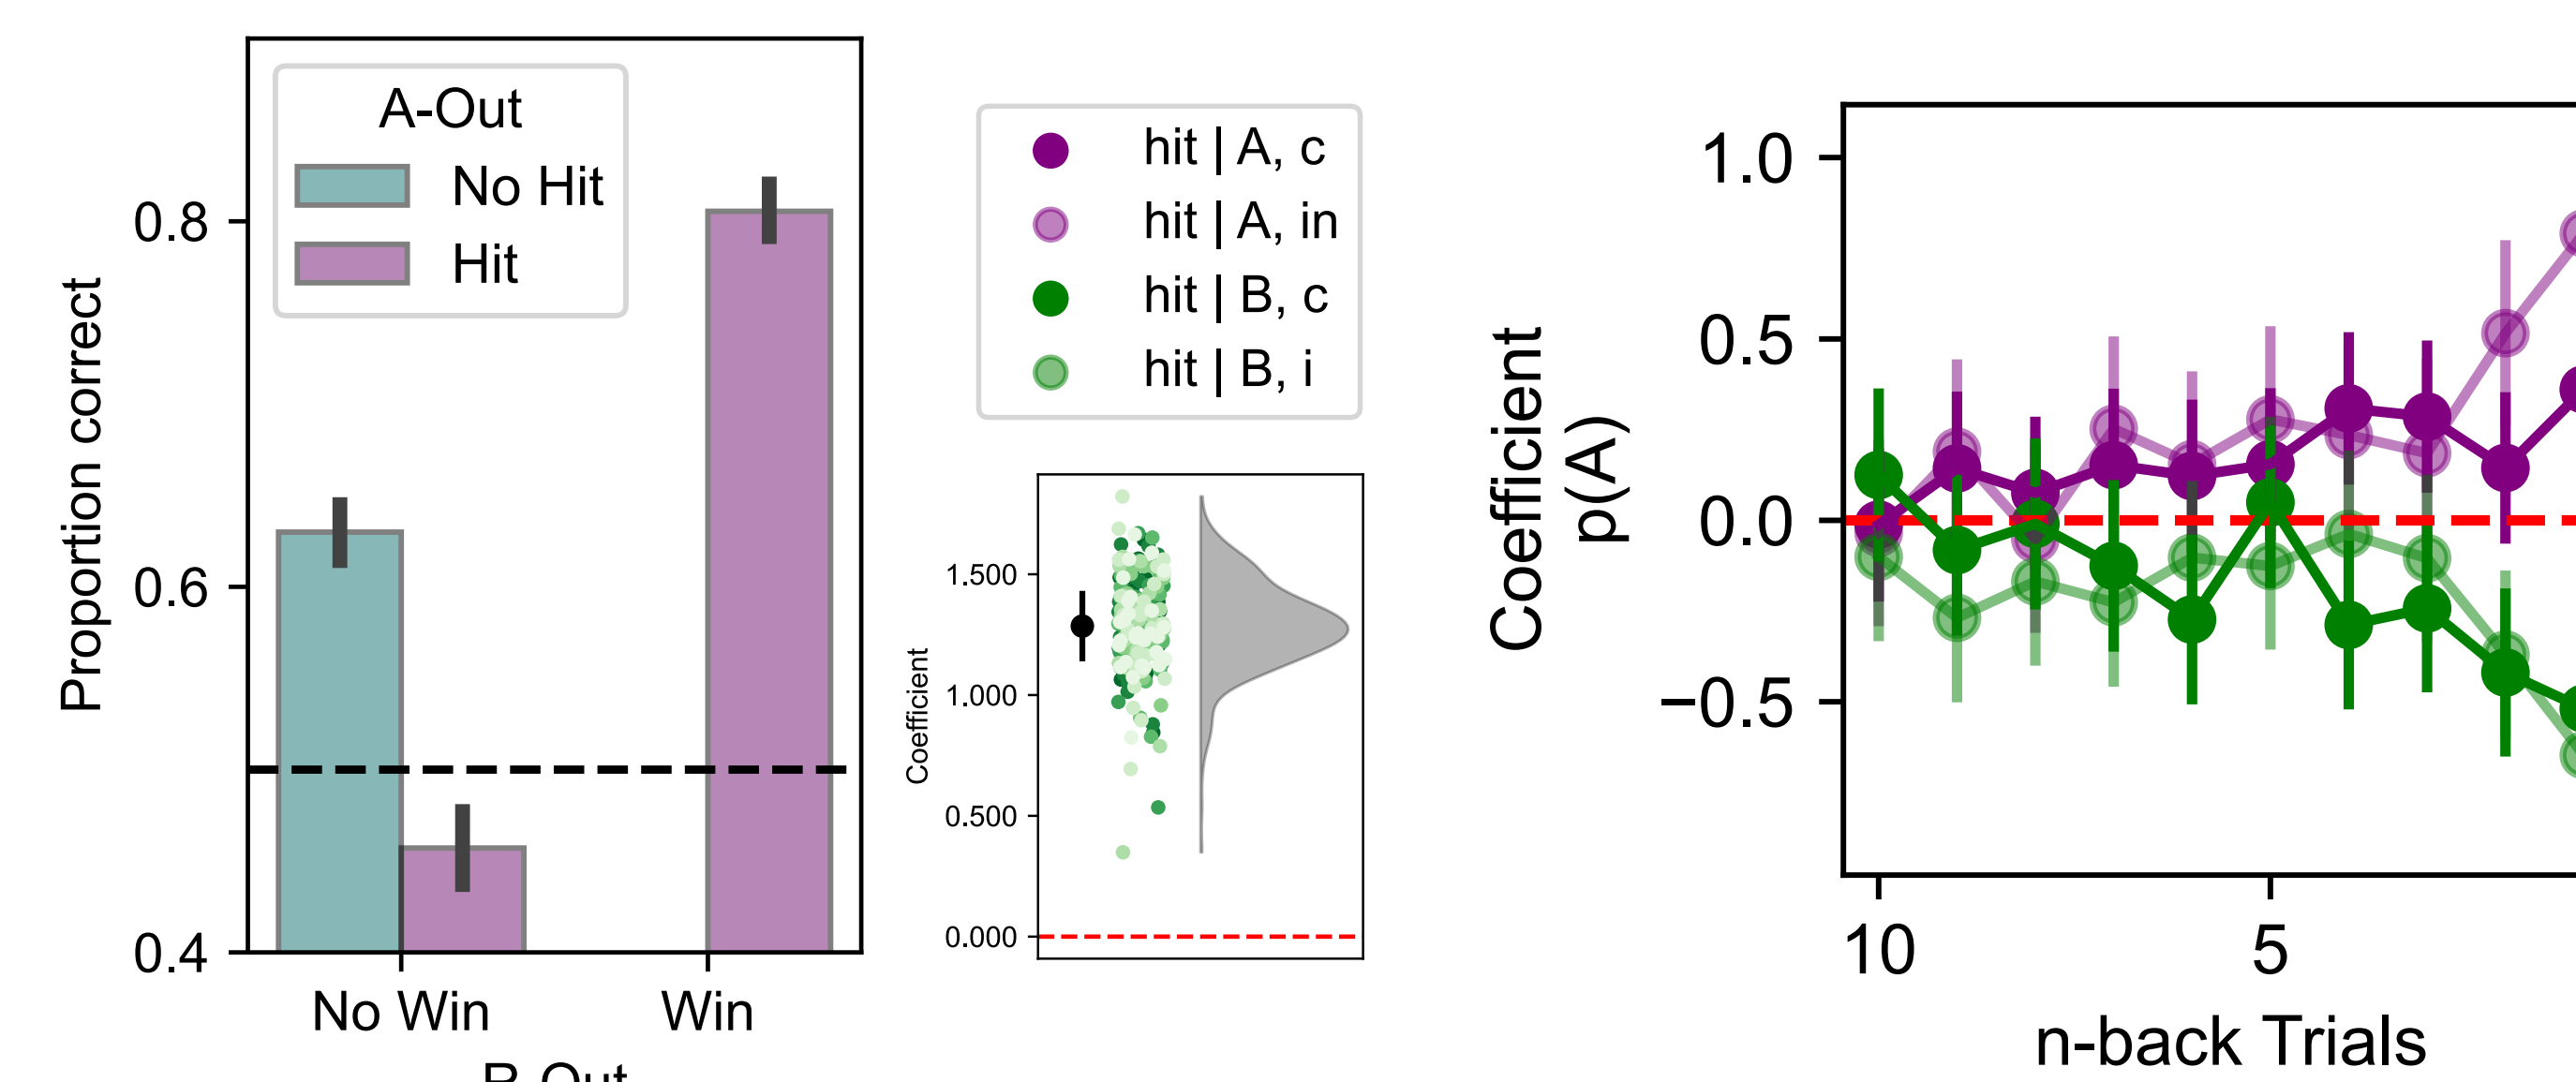 A-Out
No Hit
Hit
0.8
0.6
0.4
Proportion correct
No Win
Win
hit | A, c
hit | A, in
hit | B, c
hit | B, i
1.500
1.000
0.500
0.000
Coefficient
1.0
0.5
0.0
−0.5
Coefficient
p(A)
10
5
n-back Trials